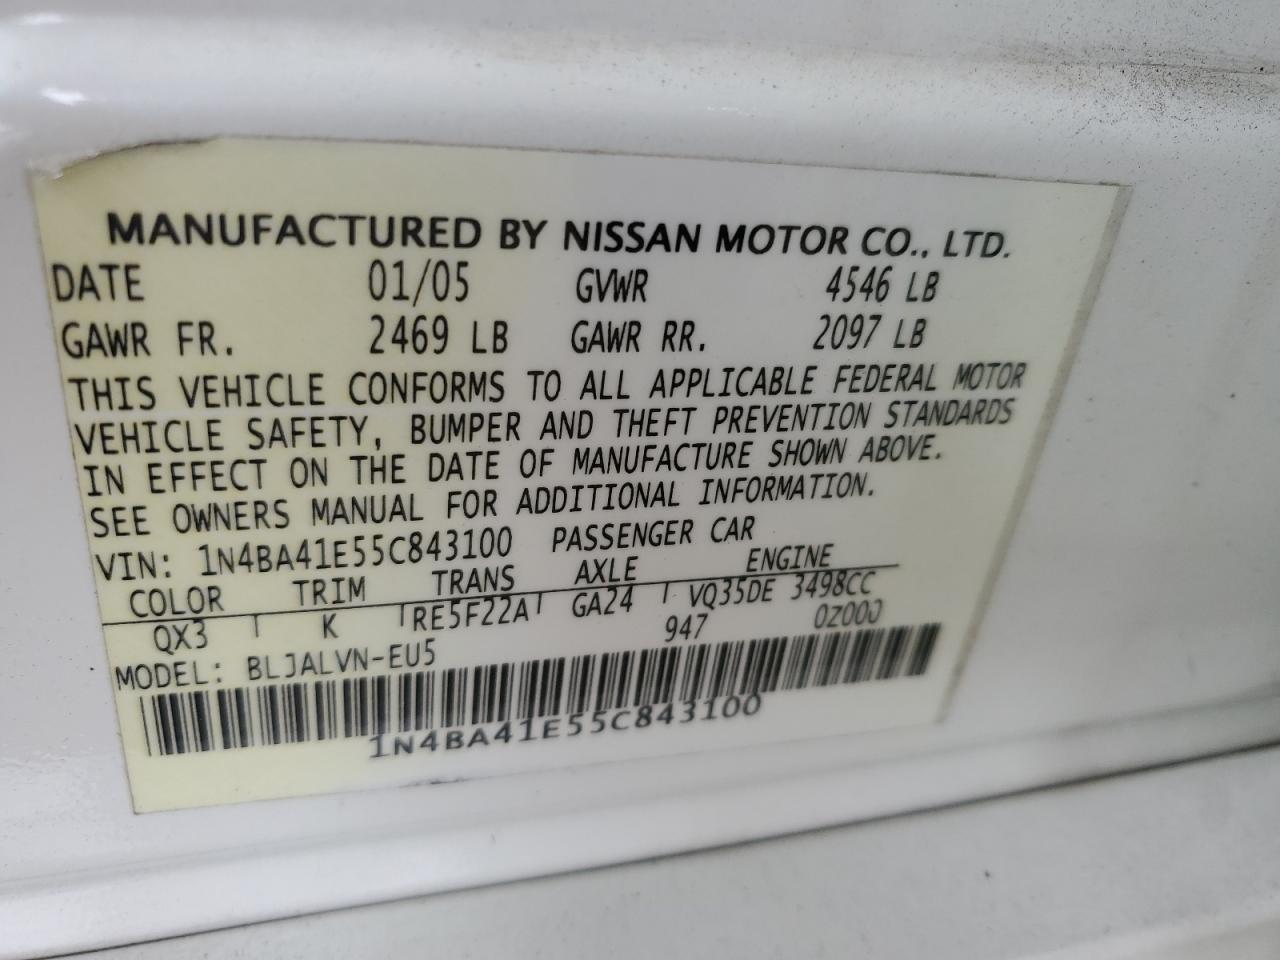 MANUFACTURED BY NISSAN MOTOR CO., LTD.
DATE 01/05 GVWR 4546 LB
GAWR FR. 2469 LB GAWR RR. 2097 LB
THIS VEHICLE CONFORMS TO ALL APPLICABLE FEDERAL MOTOR
VEHICLE SAFETY, BUMPER AND THEFT PREVENTION STANDARDS
IN EFFECT ON THE DATE OF MANUFACTURE SHOWN ABOVE.
SEE OWNERS MANUAL FOR ADDITIONAL INFORMATION.
VIN: 1N4BA41E55C843100 PASSENGER CAR
COLOR TRIM TRANS AXLE ENGINE
QX3 K RE5F22A GA24 VQ35DE 3498CC
MODEL: BLJALVN-EU5 947 0Z000
1N4BA41E55C843100